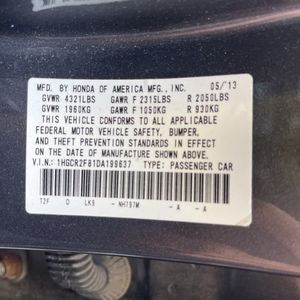 MFD. BY HONDA OF AMERICA MFG., INC. 05/'13
GVWR 4321LBS GAWR F 2315LBS R 2050LBS
GVWR 1960KG GAWR F 1050KG R 930KG
THIS VEHICLE CONFORMS TO ALL APPLICABLE
FEDERAL MOTOR VEHICLE SAFETY, BUMPER,
AND THEFT PREVENTION STANDARDS IN EFFECT
ON THE DATE OF MANUFACTURE SHOWN ABOVE.
V.I.N.: 1HGCR2F81DA199837 TYPE: PASSENGER CAR
T2F D LK9 - NH797M - A - A